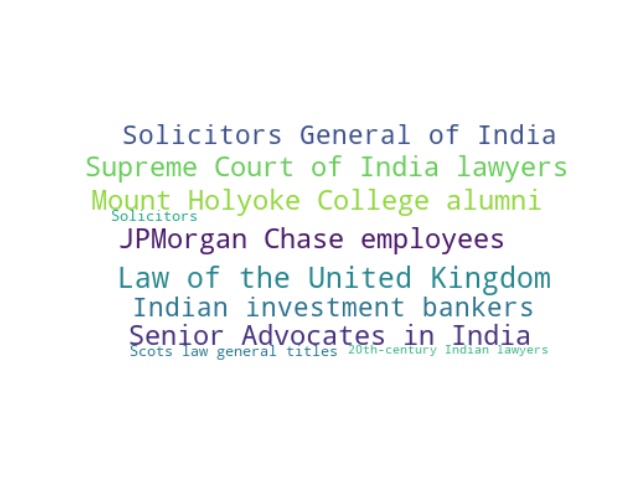 Solicitors General of India
Supreme Court of India lawyers
Mount Holyoke College alumni
Solicitors
JPMorgan Chase employees
Law of the United Kingdom
Indian investment bankers
Senior Advocates in India
Scots law general titles 20th-century Indian lawyers